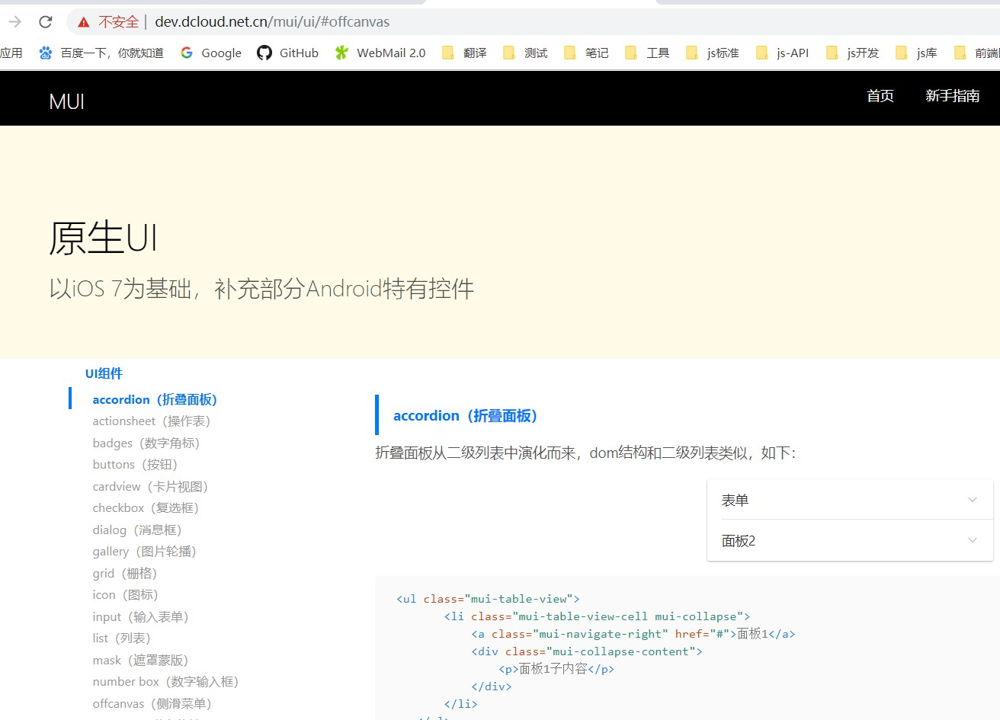 不安全 | dev.dcloud.net.cn/mui/ui/#offcanvas
应用 百度一下，你就知道 Google GitHub WebMail 2.0 翻译 测试 笔记 工具 js标准 js-API js开发 js库 前端
MUI 首页 新手指南
原生UI
以iOS 7为基础，补充部分Android特有控件
UI组件
accordion（折叠面板）
actionsheet（操作表）
badges（数字角标）
buttons（按钮）
cardview（卡片视图）
checkbox（复选框）
dialog（消息框）
gallery（图片轮播）
grid（栅格）
icon（图标）
input（输入表单）
list（列表）
mask（遮罩蒙版）
number box（数字输入框）
offcanvas（侧滑菜单）
accordion（折叠面板）
折叠面板从二级列表中演化而来，dom结构和二级列表类似，如下：
表单
面板2
<ul class="mui-table-view">
<li class="mui-table-view-cell mui-collapse">
<a class="mui-navigate-right" href="#">面板1</a>
<div class="mui-collapse-content">
<p>面板1子内容</p>
</div>
</li>